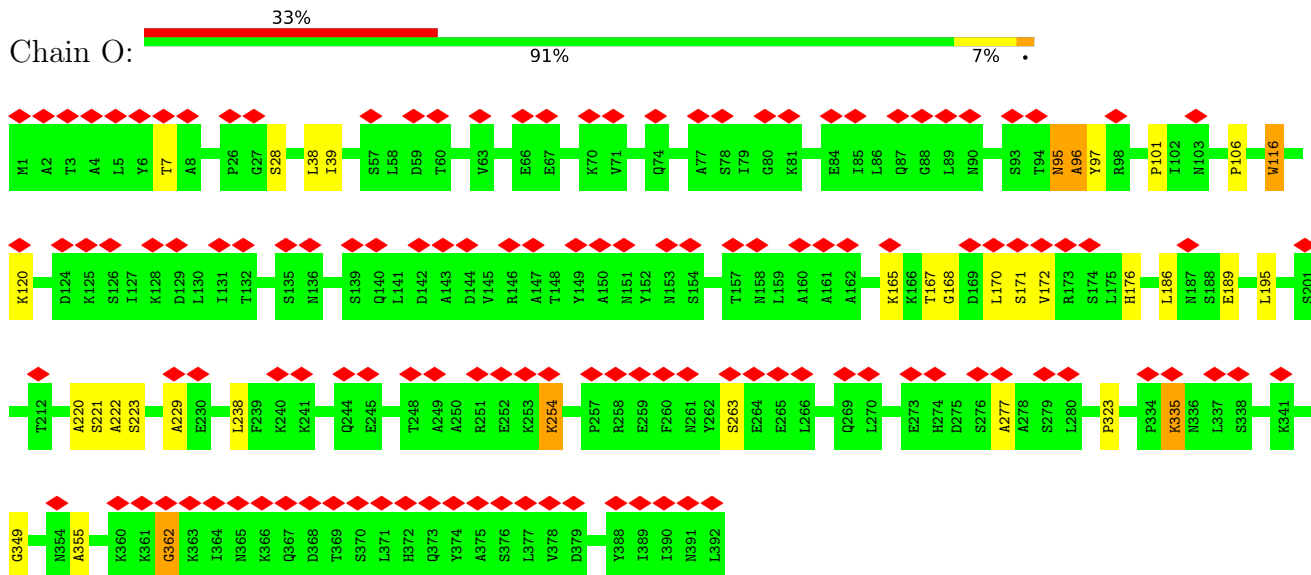 33%
Chain O:
91% 7% •
M1 A2 T3 A4 L5 Y6 T7 A8 P26 G27 S28 L38 I39 S57 L58 D59 T60 V63 E66 E67 K70 V71 Q74 A77 S78 I79 G80 K81 E84 I85 L86 Q87 G88 L89 N90 S93 T94 N95 A96 Y97 R98 P101 I102 N103 P106 W116
K120 D124 K125 S126 I127 K128 D129 L130 I131 T132 S135 N136 S139 Q140 L141 D142 A143 D144 V145 R146 A147 T148 Y149 A150 N151 Y152 N153 S154 T157 N158 L159 A160 A161 A162 K165 K166 T167 G168 D169 L170 S171 V172 R173 S174 L175 H176 L186 N187 S188 E189 L195 S201
T212 A220 S221 A222 S223 A229 E230 L238 F239 K240 K241 Q244 E245 T248 A249 A250 R251 E252 K253 K254 P257 R258 E259 F260 N261 Y262 S263 E264 E265 L266 Q269 L270 E273 H274 D275 S276 A277 A278 S279 L280 P323 P334 K335 N336 L337 S338 K341
G349 N354 A355 K360 K361 G362 K363 I364 N365 K366 Q367 D368 T369 S370 L371 H372 Q373 Y374 A375 S376 L377 V378 D379 Y388 I389 I390 N391 L392